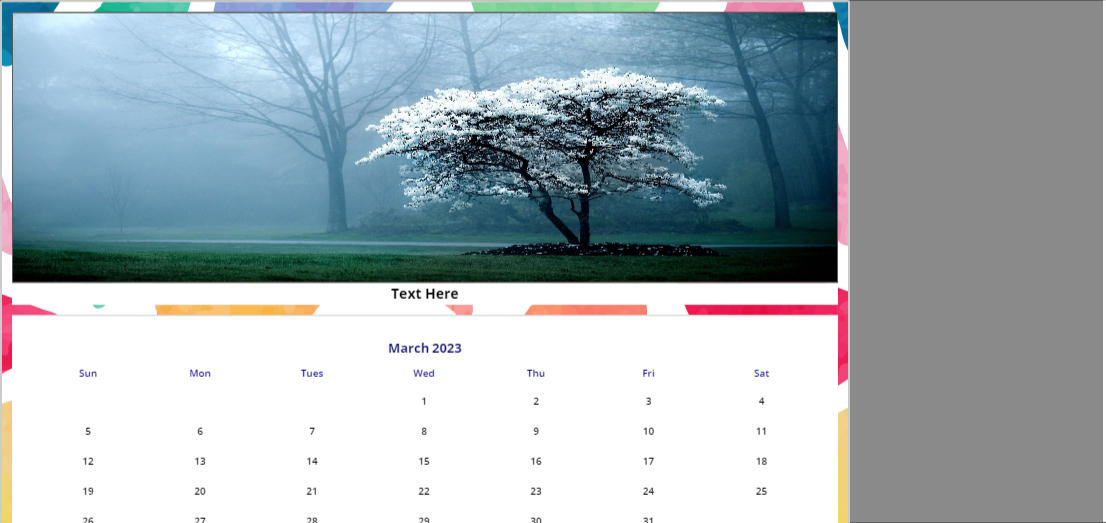 Text Here
March 2023
Sun Mon Tues Wed Thu Fri Sat
1 2 3 4
5 6 7 8 9 10 11
12 13 14 15 16 17 18
19 20 21 22 23 24 25
26 27 28 29 30 31